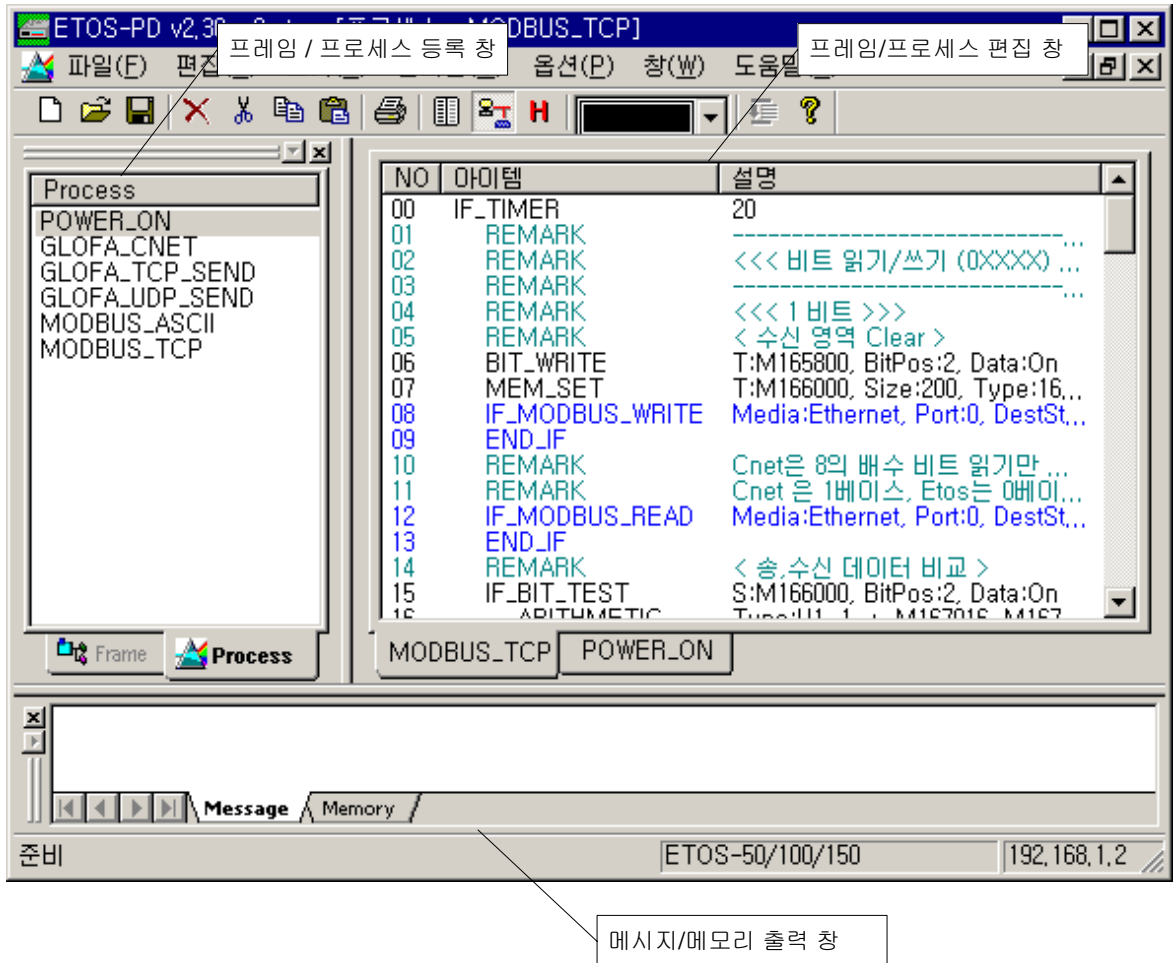 ETOS-PD v2,3
DBUS_TCP]
프레임 / 프로세스 등록 창
프레임/프로세스 편집 창
파일(F) 편집 옵션(P) 창(W) 도움말
H
Process
POWER_ON
GLOFA_CNET
GLOFA_TCP_SEND
GLOFA_UDP_SEND
MODBUS_ASCII
MODBUS_TCP
Frame Process
NO 아이템 설명
00 IF_TIMER 20
01 REMARK ----------------------------...
02 REMARK <<< 비트 읽기/쓰기 (0XXXX) ...
03 REMARK ----------------------------...
04 REMARK <<< 1 비트 >>>
05 REMARK < 수신 영역 Clear >
06 BIT_WRITE T:M165800, BitPos:2, Data:On
07 MEM_SET T:M166000, Size:200, Type:16...
08 IF_MODBUS_WRITE Media:Ethernet, Port:0, DestSt...
09 END_IF
10 REMARK Cnet은 8의 배수 비트 읽기만 ...
11 REMARK Cnet 은 1베이스, Etos는 0베이...
12 IF_MODBUS_READ Media:Ethernet, Port:0, DestSt...
13 END_IF
14 REMARK < 송,수신 데이터 비교 >
15 IF_BIT_TEST S:M166000, BitPos:2, Data:On
16 ARITHMETIC
MODBUS_TCP POWER_ON
Message Memory
준비 ETOS-50/100/150 192,168,1,2
메시지/메모리 출력 창